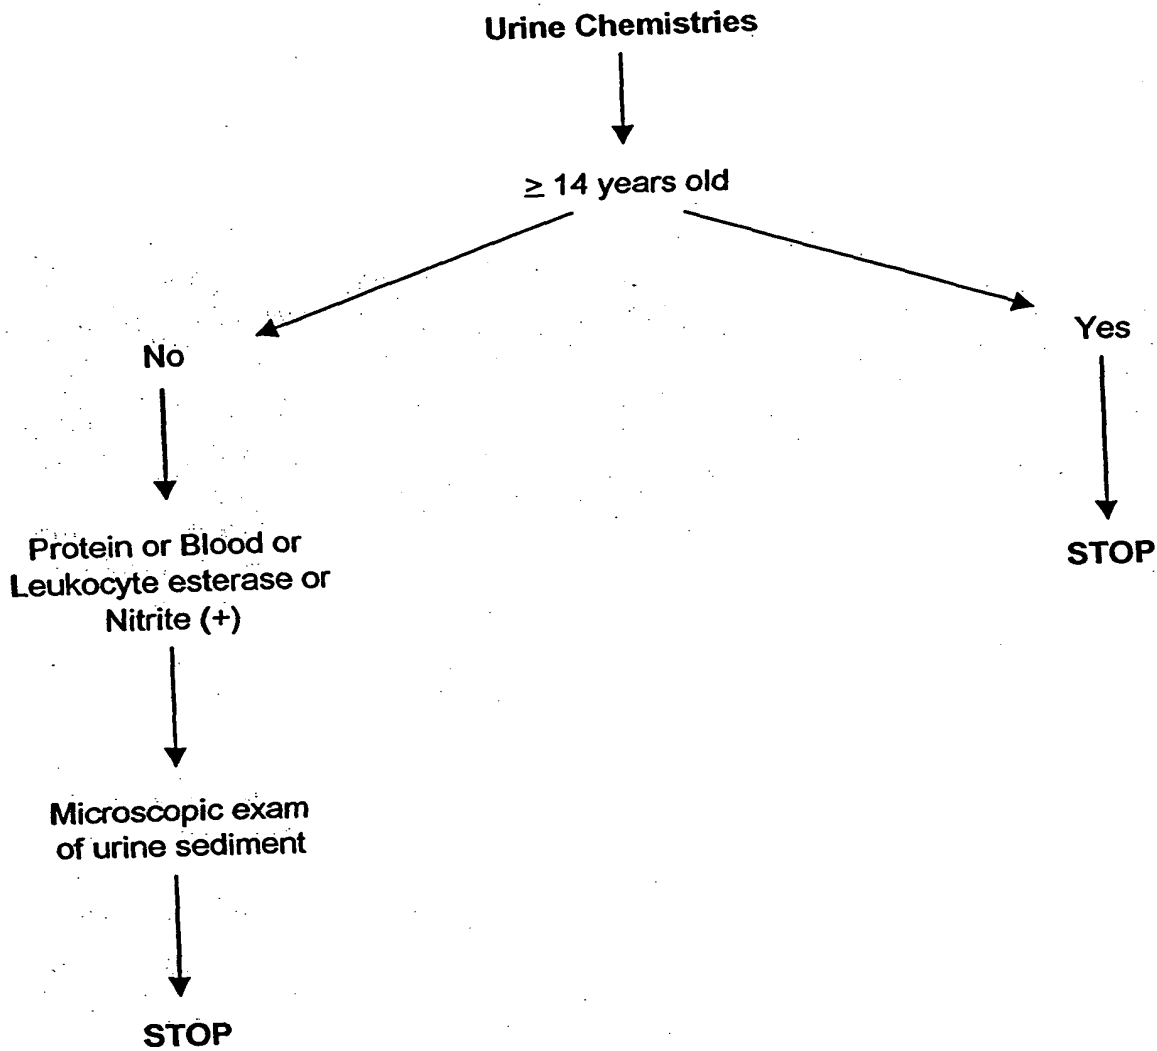 Urine Chemistries
≥ 14 years old
No
Yes
Protein or Blood or
Leukocyte esterase or
Nitrite (+)
STOP
Microscopic exam
of urine sediment
STOP